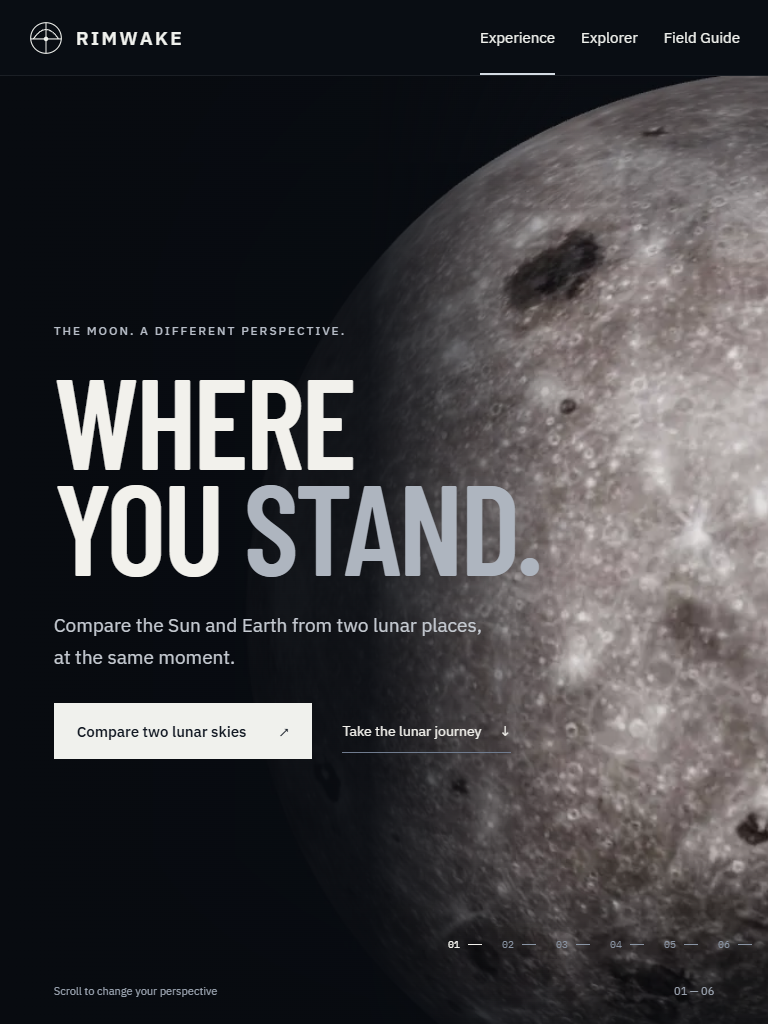 RIMWAKE
Experience Explorer Field Guide
THE MOON. A DIFFERENT PERSPECTIVE.
WHERE
YOU STAND.
Compare the Sun and Earth from two lunar places,
at the same moment.
Compare two lunar skies ↗
Take the lunar journey ↓
01 — 02 — 03 — 04 — 05 — 06 —
Scroll to change your perspective
01 — 06